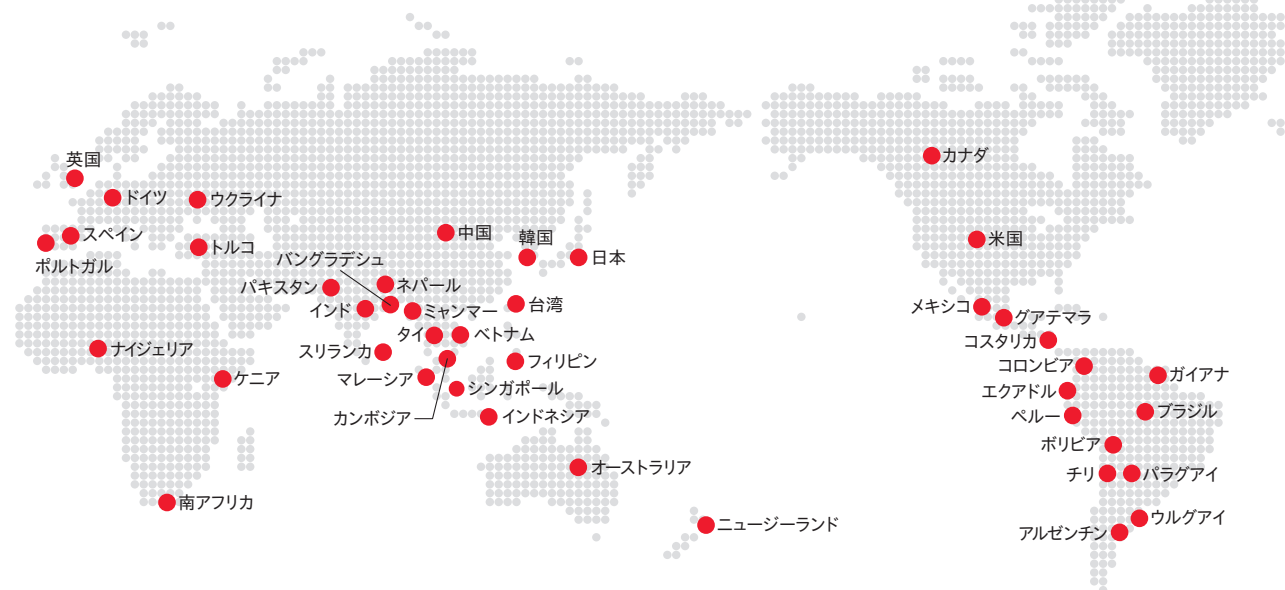 英国
カナダ
ドイツ
ウクライナ
スペイン
中国
韓国
米国
トルコ
日本
バングラデシュ
ポルトガル
パキスタン
ネパール
インド
ミャンマー
台湾
メキシコ
グアテマラ
タイ
ベトナム
コスタリカ
ナイジェリア
スリランカ
フィリピン
コロンビア
ガイアナ
ケニア
マレーシア
シンガポール
エクアドル
カンボジア
インドネシア
ペルー
ブラジル
ボリビア
オーストラリア
チリ
パラグアイ
南アフリカ
ニュージーランド
ウルグアイ
アルゼンチン